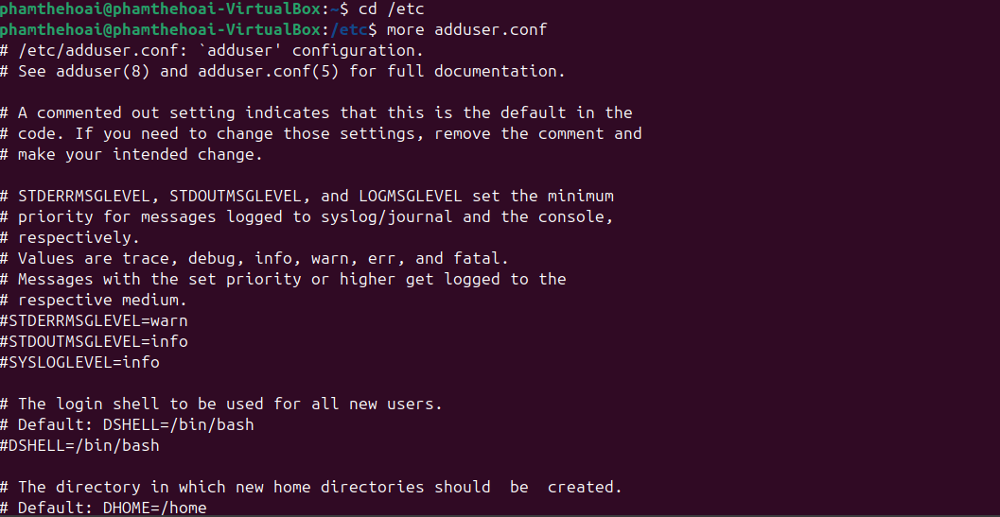 phamthehoai@phamthehoai-VirtualBox:~$ cd /etc
phamthehoai@phamthehoai-VirtualBox:/etc$ more adduser.conf
# /etc/adduser.conf: `adduser' configuration.
# See adduser(8) and adduser.conf(5) for full documentation.

# A commented out setting indicates that this is the default in the
# code. If you need to change those settings, remove the comment and
# make your intended change.

# STDERRMSGLEVEL, STDOUTMSGLEVEL, and LOGMSGLEVEL set the minimum
# priority for messages logged to syslog/journal and the console,
# respectively.
# Values are trace, debug, info, warn, err, and fatal.
# Messages with the set priority or higher get logged to the
# respective medium.
#STDERRMSGLEVEL=warn
#STDOUTMSGLEVEL=info
#SYSLOGLEVEL=info

# The login shell to be used for all new users.
# Default: DSHELL=/bin/bash
#DSHELL=/bin/bash

# The directory in which new home directories should  be  created.
# Default: DHOME=/home